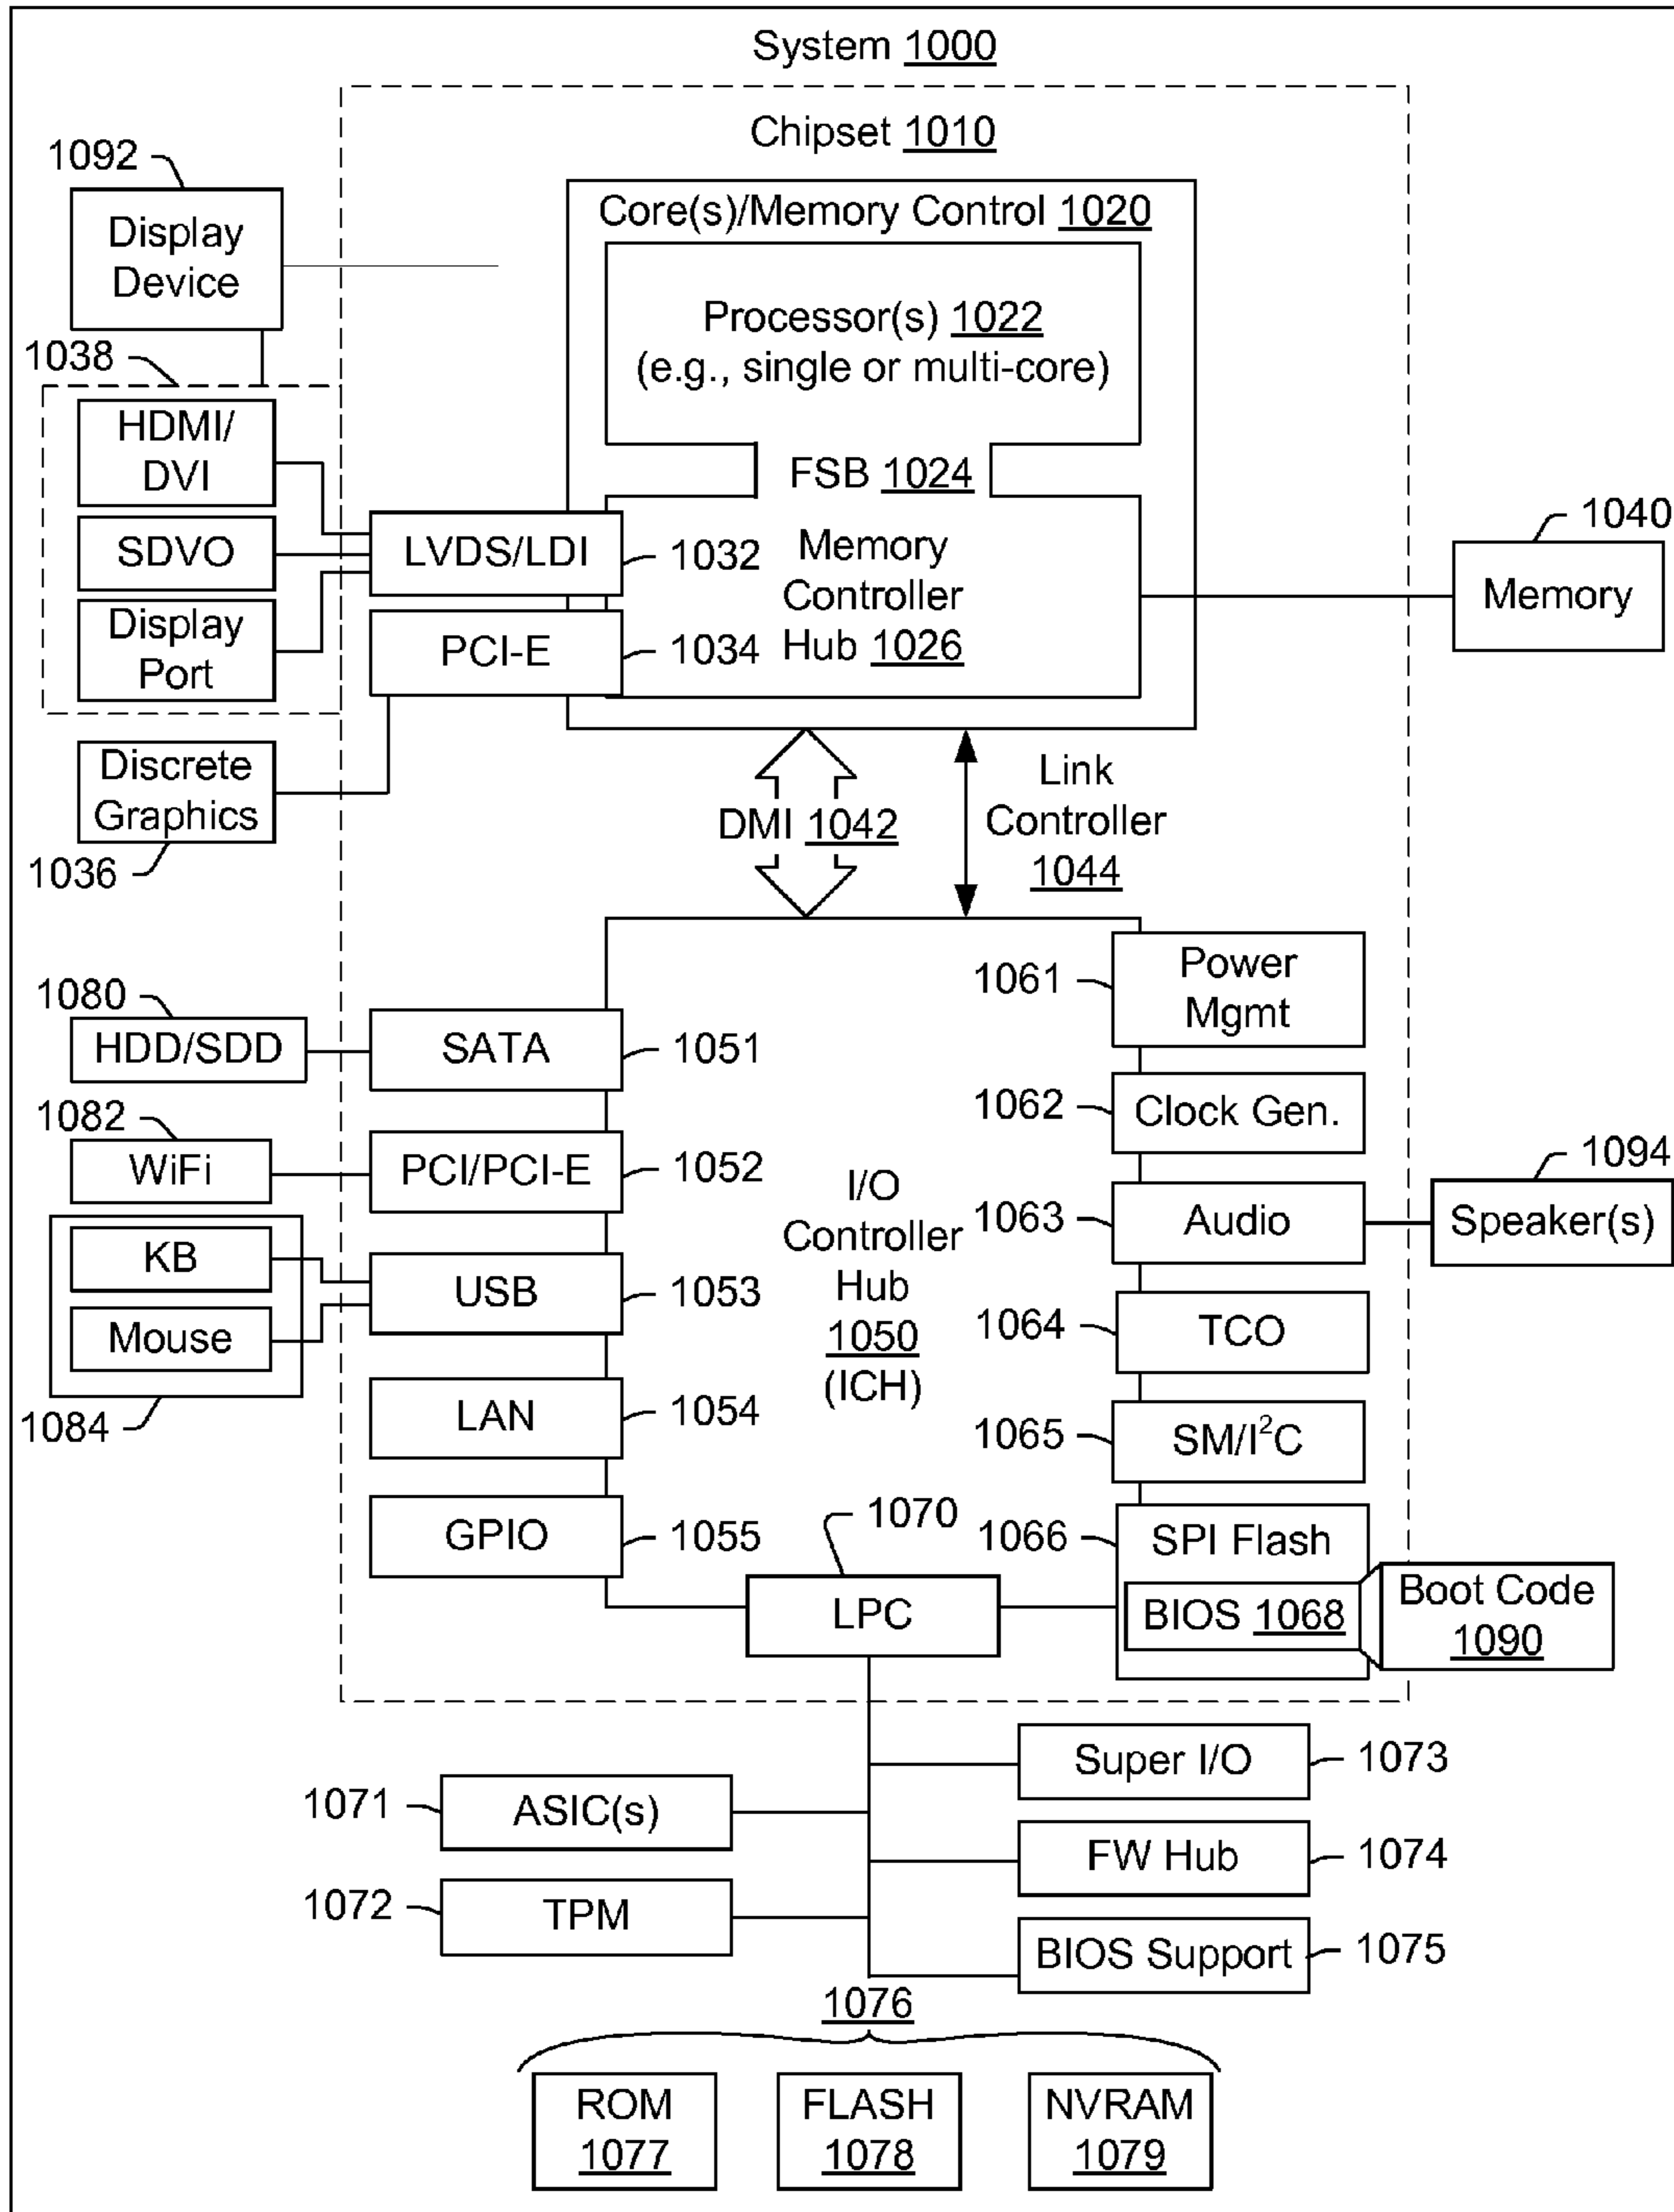 System 1000
Chipset 1010
1092
Display
Device
Core(s)/Memory Control 1020
Processor(s) 1022
(e.g., single or multi-core)
1038
HDMI/
DVI
SDVO
Display
Port
FSB 1024
LVDS/LDI
1032
Memory
Controller
Hub 1026
PCI-E
1034
1040
Memory
Discrete
Graphics
1036
DMI 1042
Link
Controller
1044
1080
HDD/SDD
SATA
1051
1061
Power
Mgmt
1082
WiFi
PCI/PCI-E
1052
1062
Clock Gen.
KB
Mouse
1084
USB
1053
I/O
Controller
Hub
1050
(ICH)
1063
Audio
1094
Speaker(s)
1064
TCO
LAN
1054
1065
SM/I²C
GPIO
1055
1070
LPC
1066
SPI Flash
BIOS 1068
Boot Code
1090
Super I/O
1073
1071
ASIC(s)
FW Hub
1074
1072
TPM
BIOS Support
1075
1076
ROM
1077
FLASH
1078
NVRAM
1079